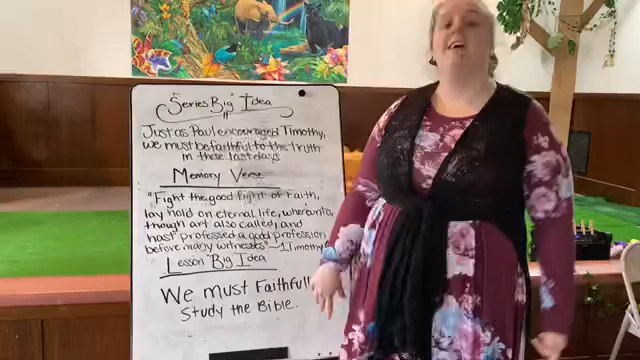 "Series Big" Idea
Just as Paul encouraged Timothy,
we must be faithful to the Truth
in these last days
Memory Verse
"Fight the good fight of Faith,
lay hold on eternal life, whereunto
though art also called, and
hast professed a good profession
before many witnesses" ~ 1 Timothy
Lesson "Big Idea
We must Faithfull
Study the Bible.